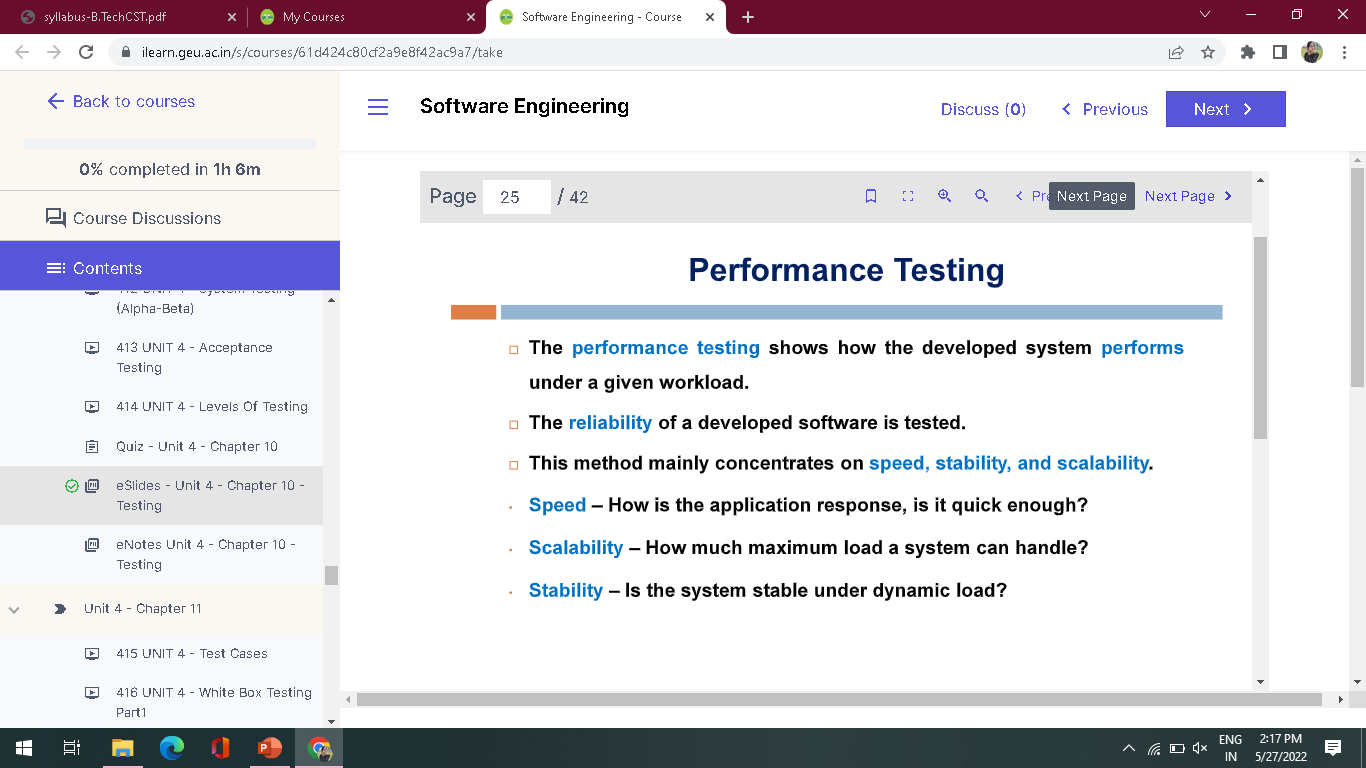 syllabus-B.TechCST.pdf
My Courses
Software Engineering - Course
ilearn.geu.ac.in/s/courses/61d424c80cf2a9e8f42ac9a7/take
Back to courses
0% completed in 1h 6m
Course Discussions
Contents
(Alpha-Beta)
413 UNIT 4 - Acceptance
Testing
414 UNIT 4 - Levels Of Testing
Quiz - Unit 4 - Chapter 10
eSlides - Unit 4 - Chapter 10 -
Testing
eNotes Unit 4 - Chapter 10 -
Testing
Unit 4 - Chapter 11
415 UNIT 4 - Test Cases
416 UNIT 4 - White Box Testing
Part1
Software Engineering
Discuss (0)
Previous
Next
Page 25 / 42
Next Page
Next Page
Performance Testing
The performance testing shows how the developed system performs
under a given workload.
The reliability of a developed software is tested.
This method mainly concentrates on speed, stability, and scalability.
Speed – How is the application response, is it quick enough?
Scalability – How much maximum load a system can handle?
Stability – Is the system stable under dynamic load?
ENG
IN
2:17 PM
5/27/2022